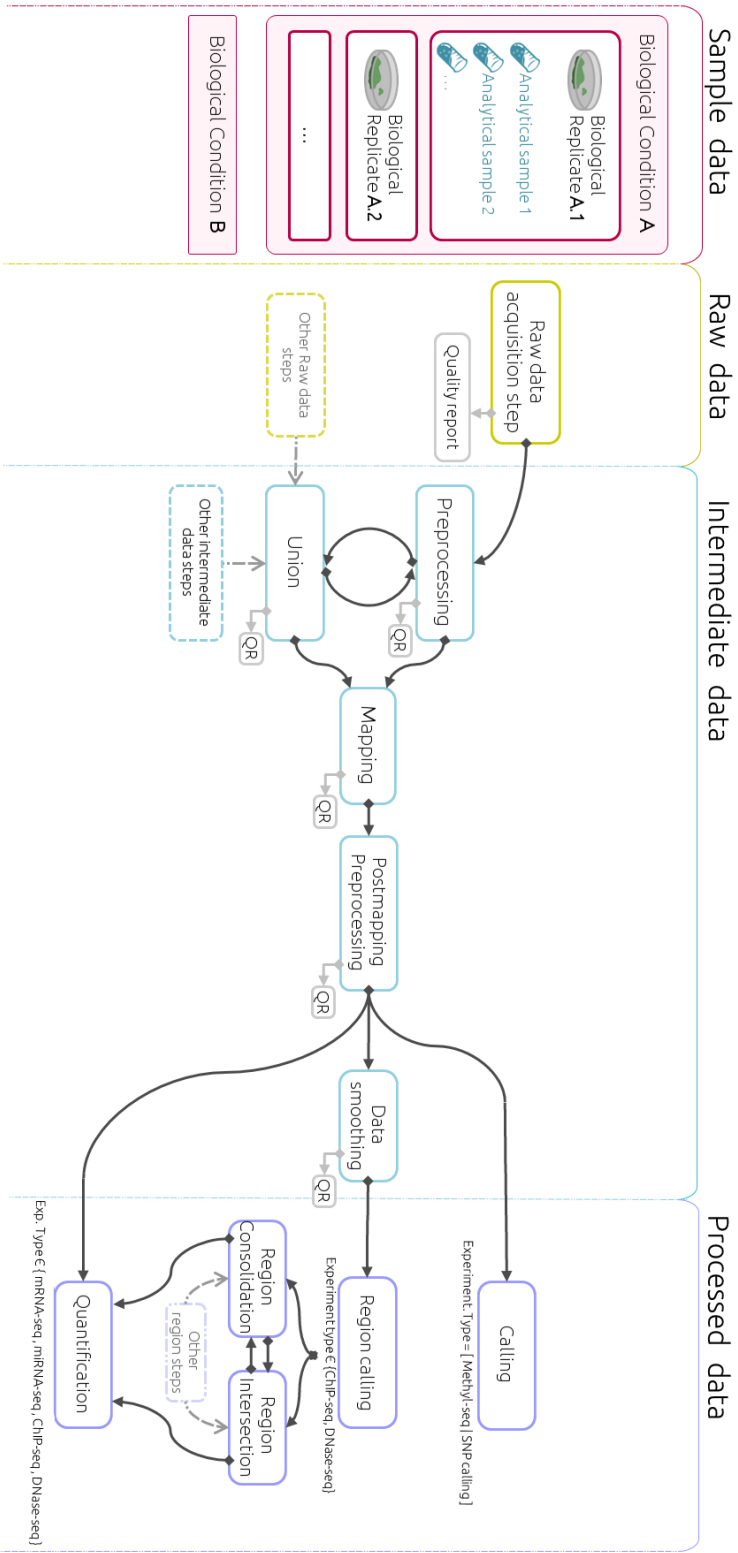 Sample data
Biological Condition A
Biological
Replicate A.1
Analytical sample 1
Analytical sample 2
...
Biological
Replicate A.2
...
Biological Condition B
Raw data
Raw data
acquisition step
Quality report
Other Raw data
steps
Intermediate data
Preprocessing
QR
Union
QR
Other intermediate
data steps
Mapping
QR
Postmapping
Preprocessing
QR
Data
smoothing
QR
Processed data
Calling
Experiment. Type = [ Methyl-seq | SNP calling ]
Region calling
Experiment type € {ChIP-seq, DNase-seq}
Region
Consolidation
Region
Intersection
Other
region steps
Quantification
Exp. Type € { mRNA-seq, miRNA-seq, ChIP-seq , DNase-seq }